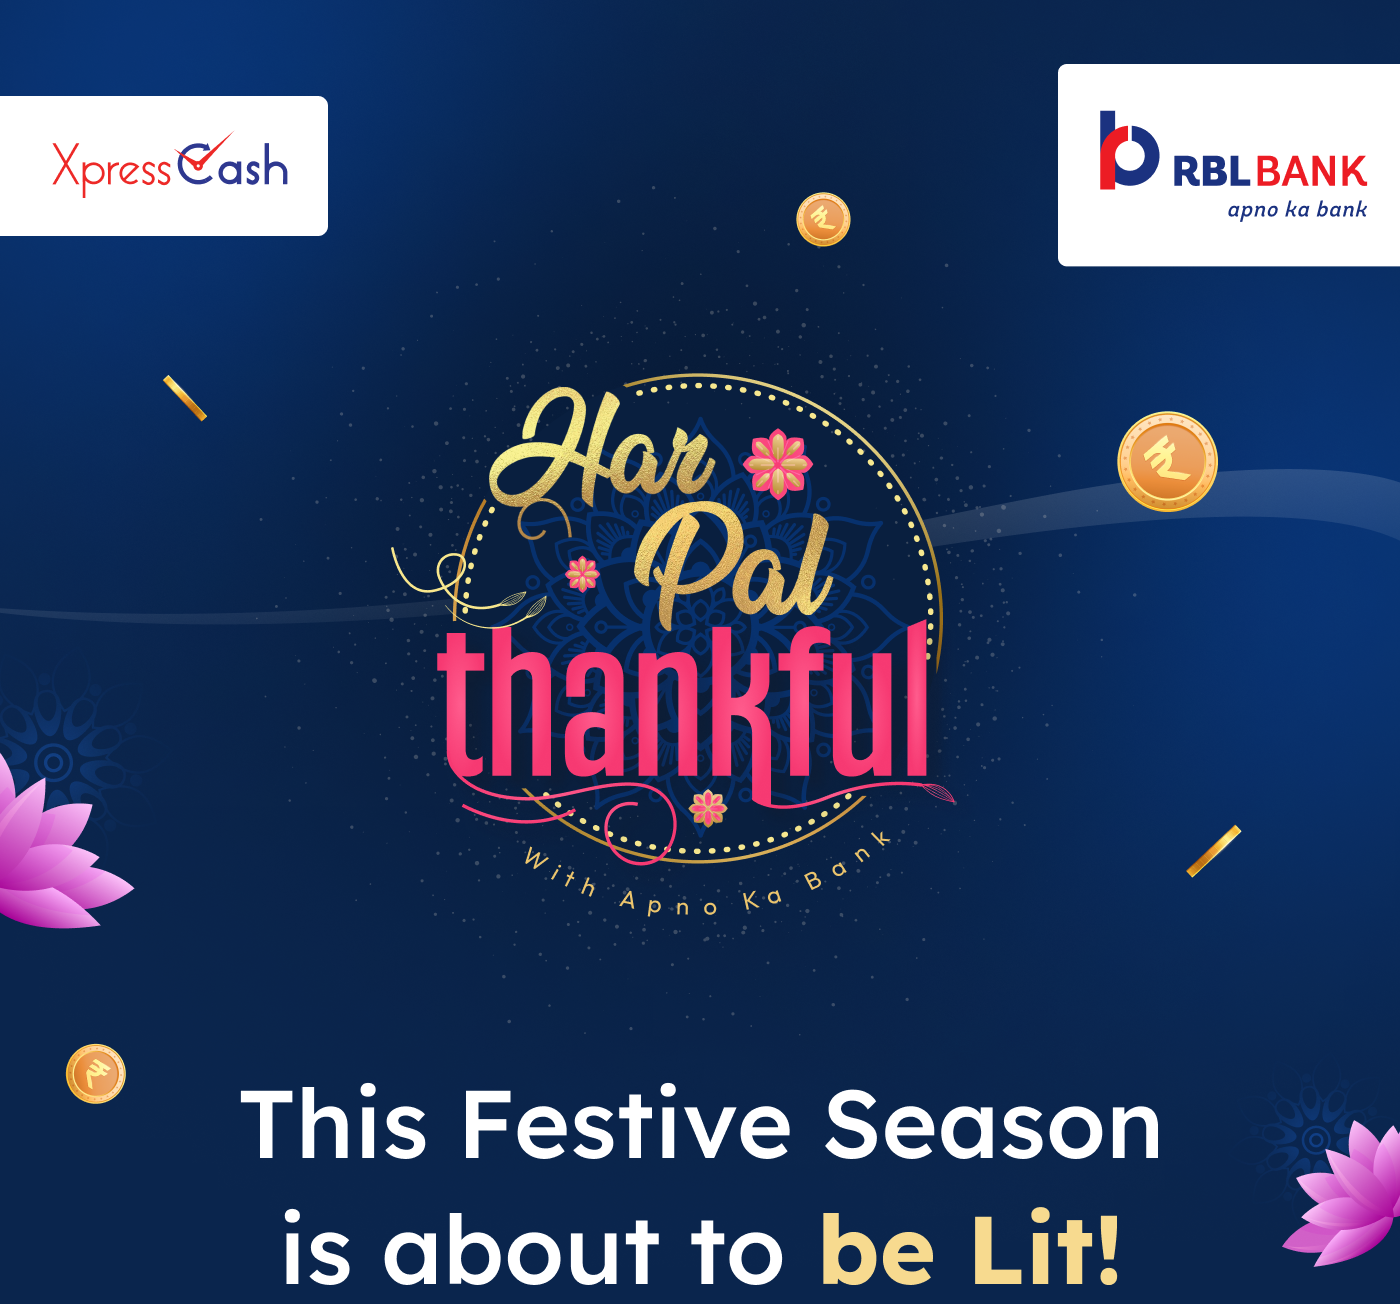 XpressCash
RBL BANK
apno ka bank
Har
Pal
thankful
With Apno Ka Bank
This Festive Season
is about to be Lit!